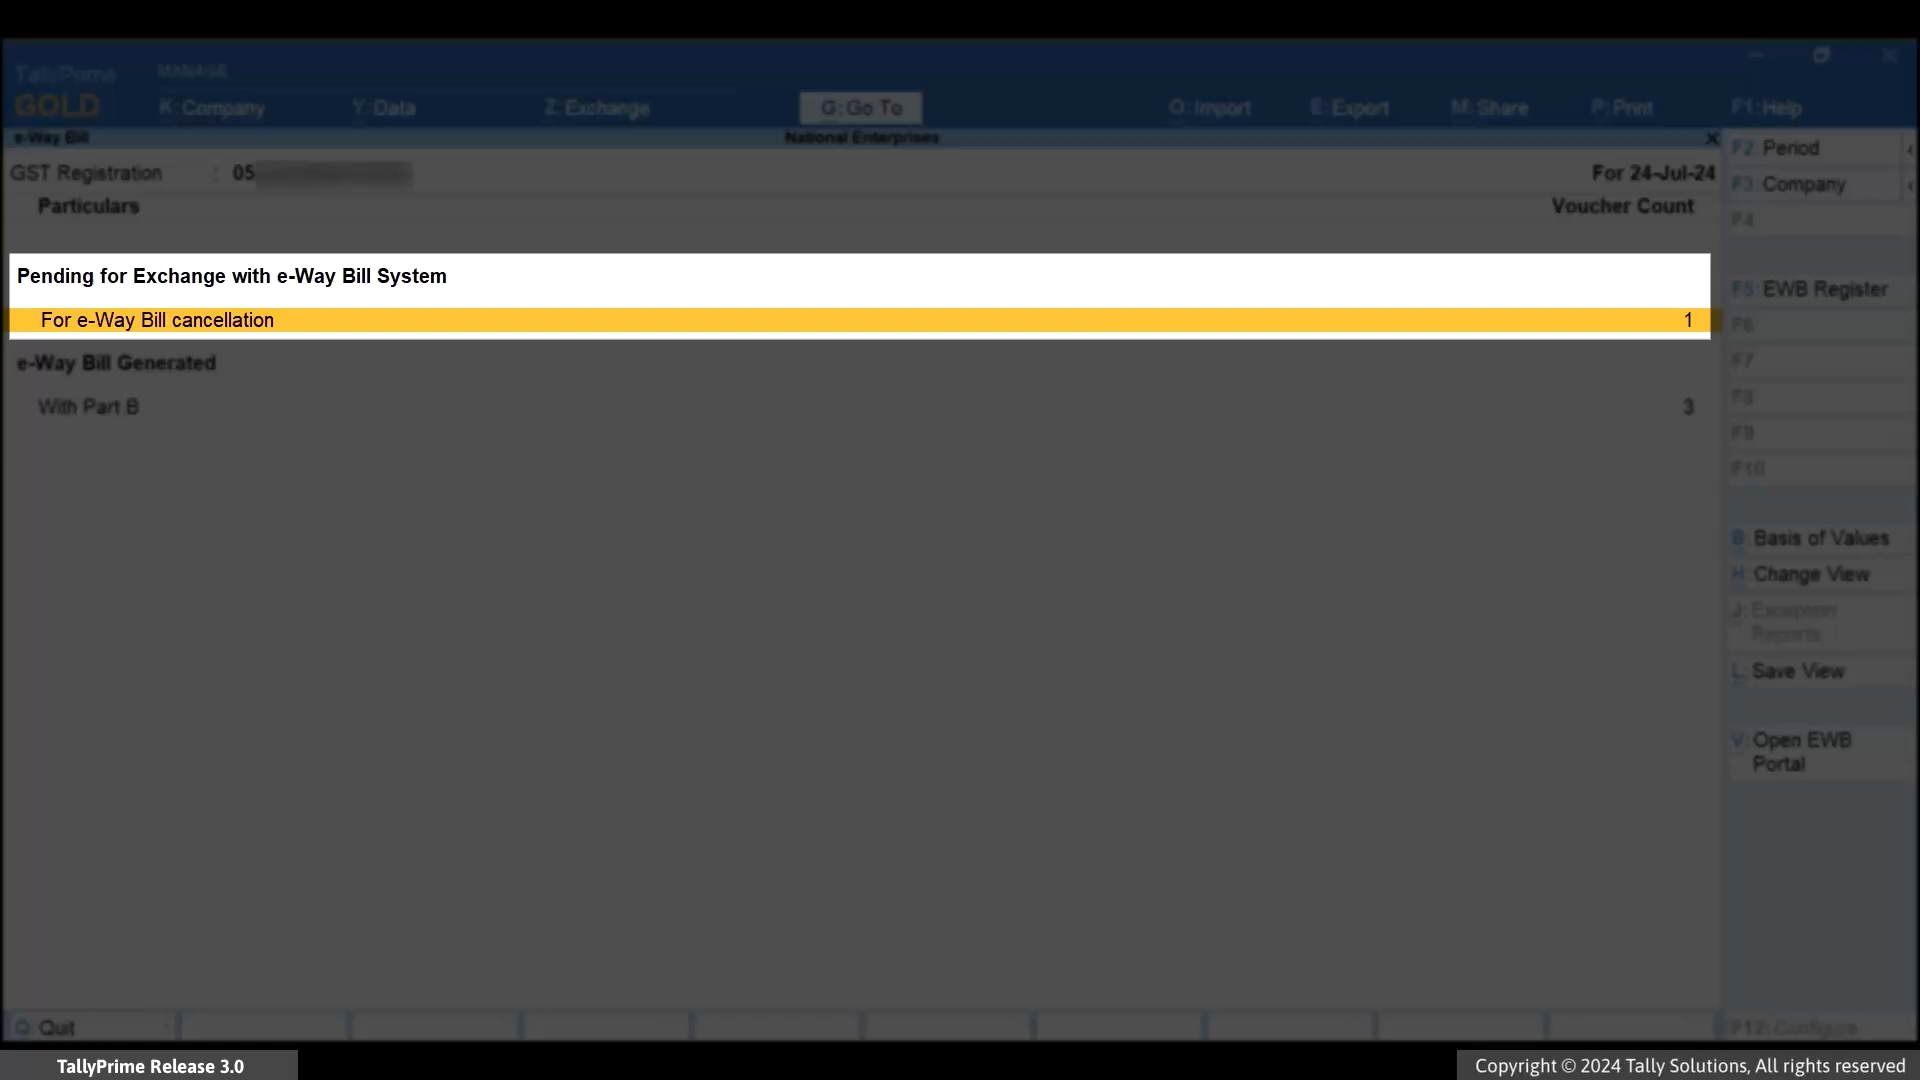 TallyPrime
GOLD
MANAGE
K: Company
Y: Data
Z: Exchange
G: Go To
O: Import
E: Export
M: Share
P: Print
F1: Help
e-Way Bill
National Enterprises
GST Registration : 05
For 24-Jul-24
Particulars
Voucher Count
Pending for Exchange with e-Way Bill System
For e-Way Bill cancellation 1
e-Way Bill Generated
With Part B 3
F2: Period
F3: Company
F4
F5: EWB Register
F6
F7
F8
F9
F10
B: Basis of Values
H: Change View
J: Exception
Reports
L: Save View
V: Open EWB
Portal
Q: Quit
F12: Configure
TallyPrime Release 3.0
Copyright © 2024 Tally Solutions, All rights reserved